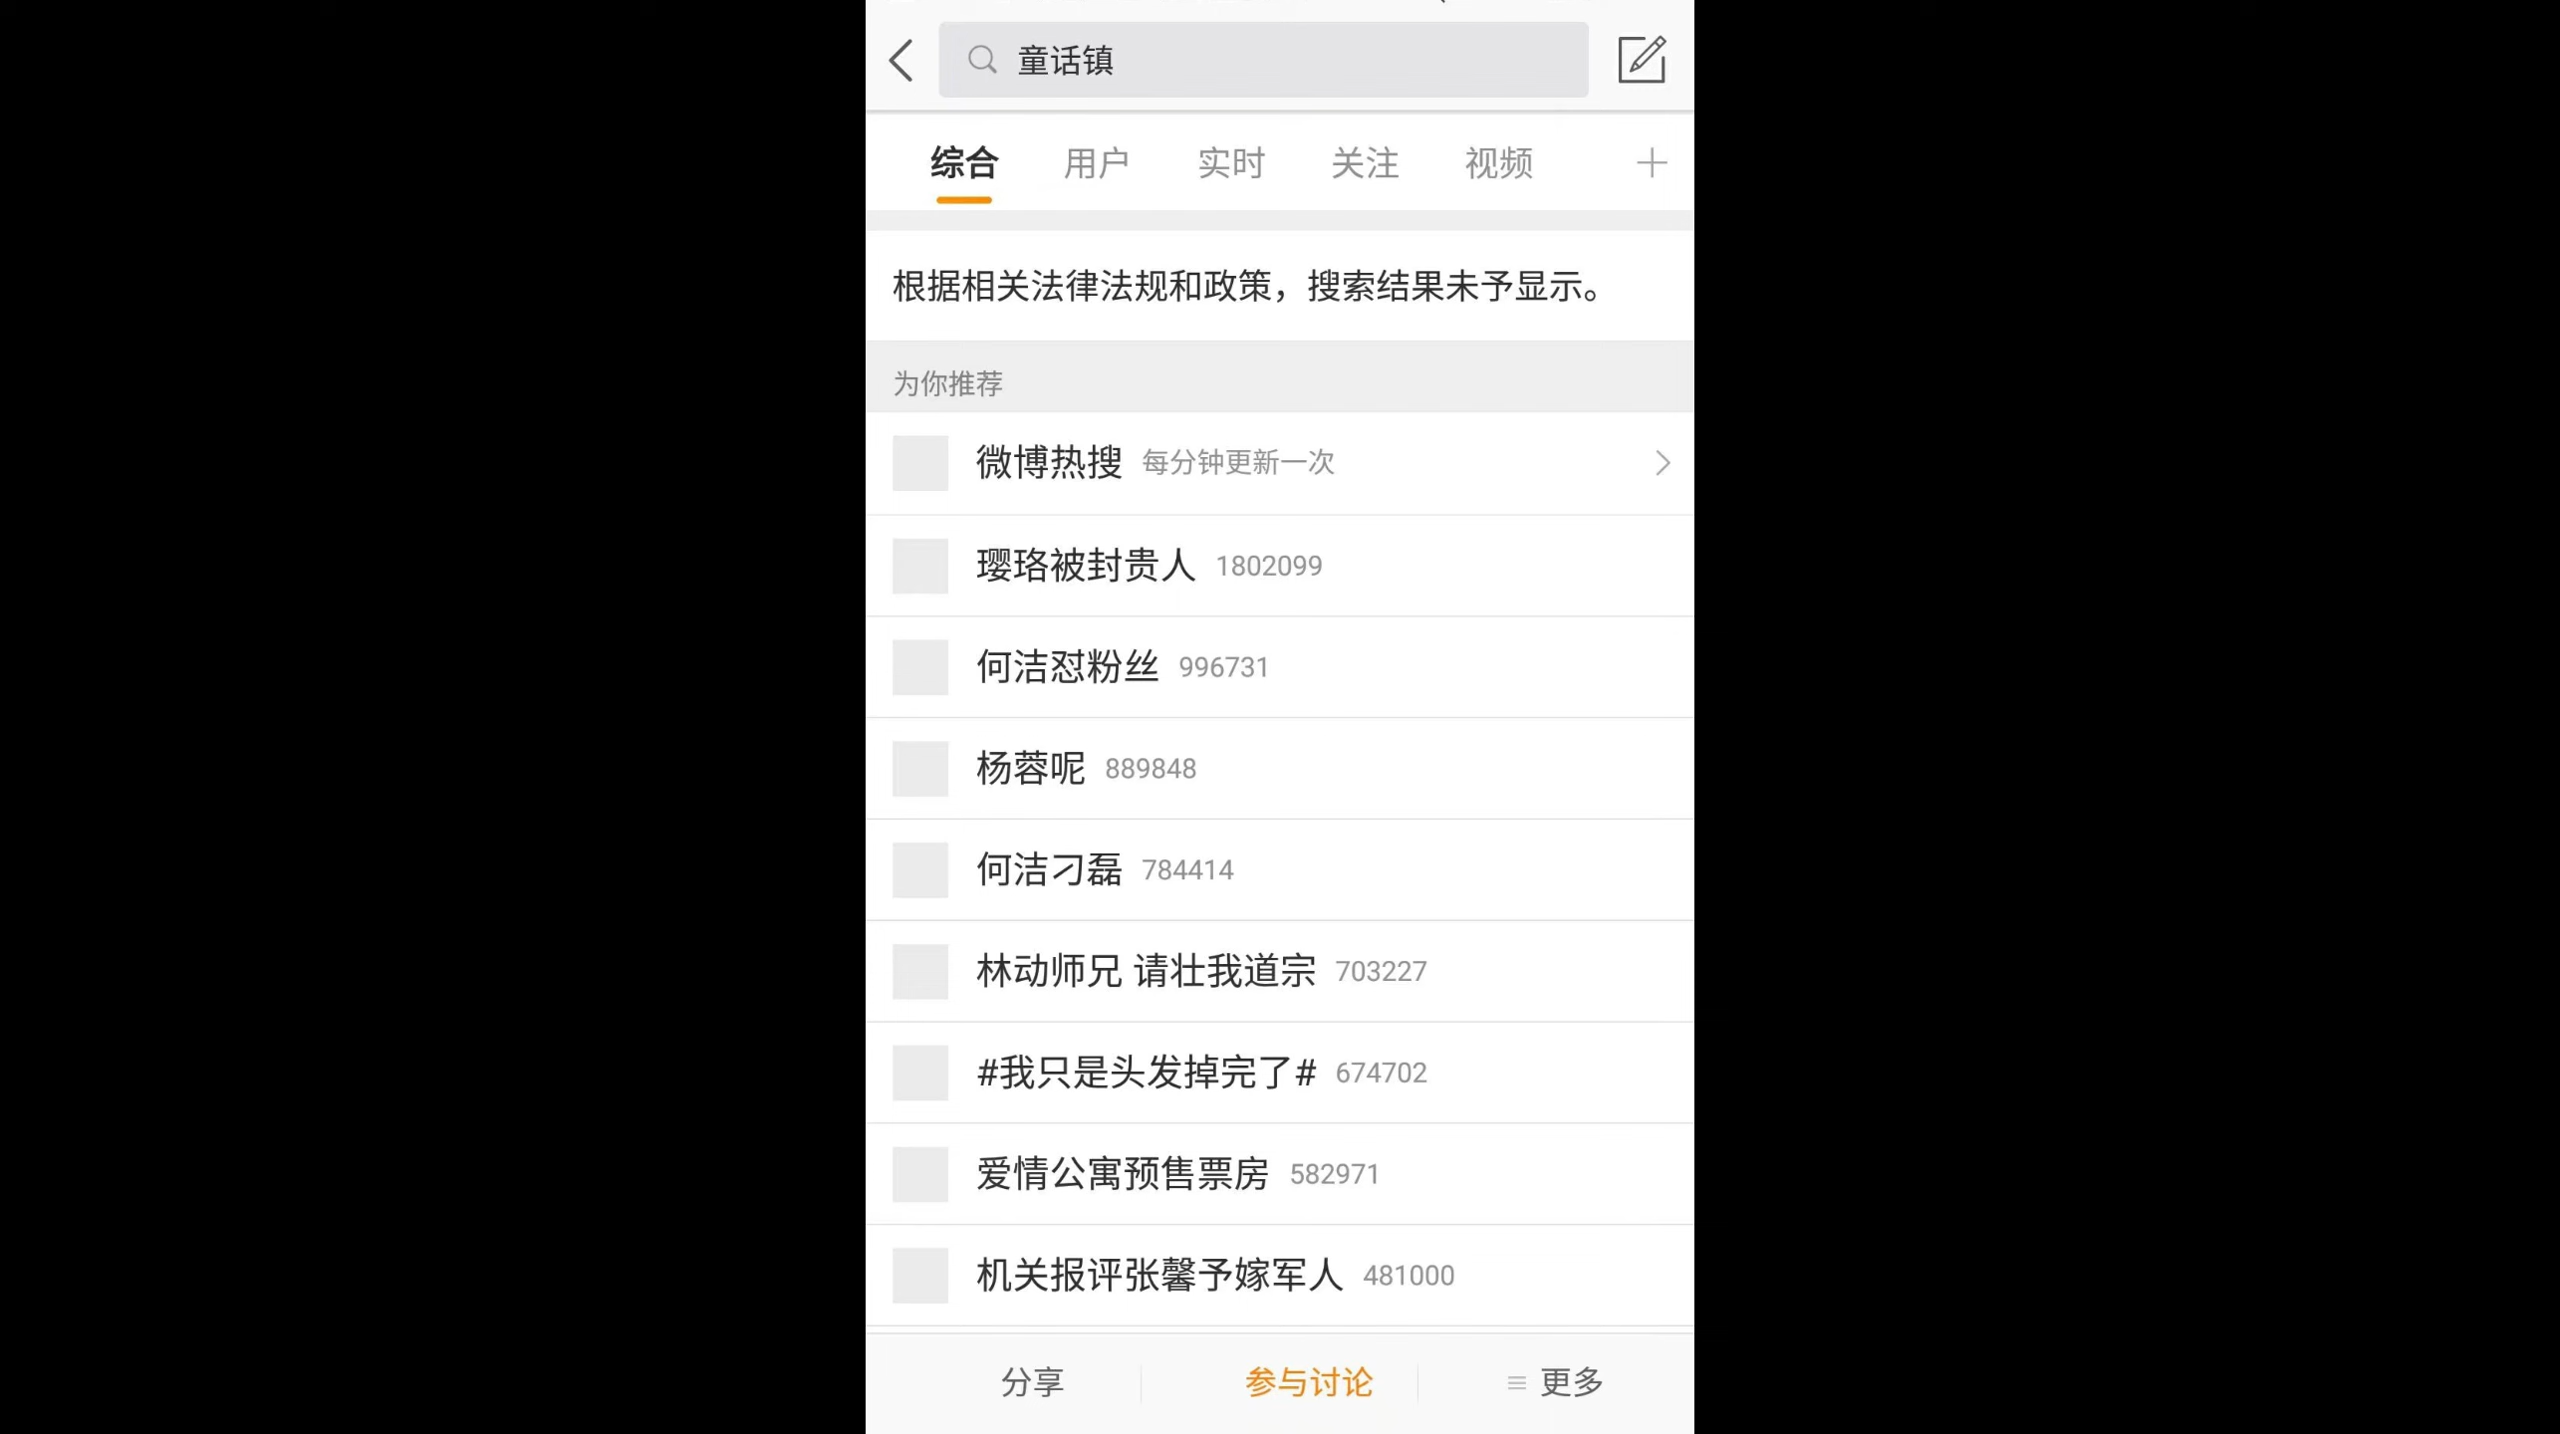 童话镇
综合 用户 实时 关注 视频
根据相关法律法规和政策，搜索结果未予显示。
为你推荐
微博热搜 每分钟更新一次
璎珞被封贵人 1802099
何洁怼粉丝 996731
杨蓉呢 889848
何洁刁磊 784414
林动师兄 请壮我道宗 703227
#我只是头发掉完了# 674702
爱情公寓预售票房 582971
机关报评张馨予嫁军人 481000
分享 参与讨论 更多